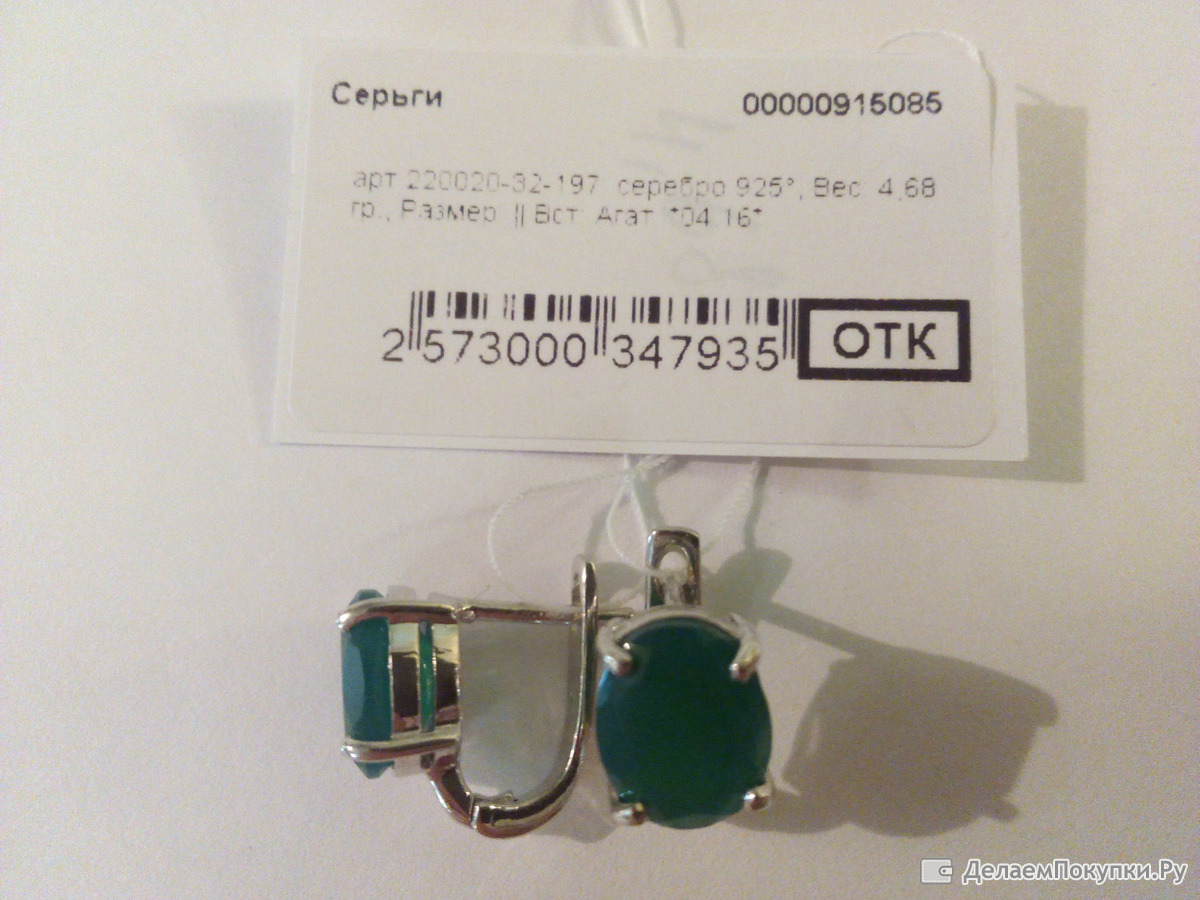 Серьги 00000915085
арт 220020-32-197 серебро 925°, Вес 4,68
гр., Размер || Вст. Агат *04.16*
2 573000 347935 ОТК
ДелаемПокупки.Ру